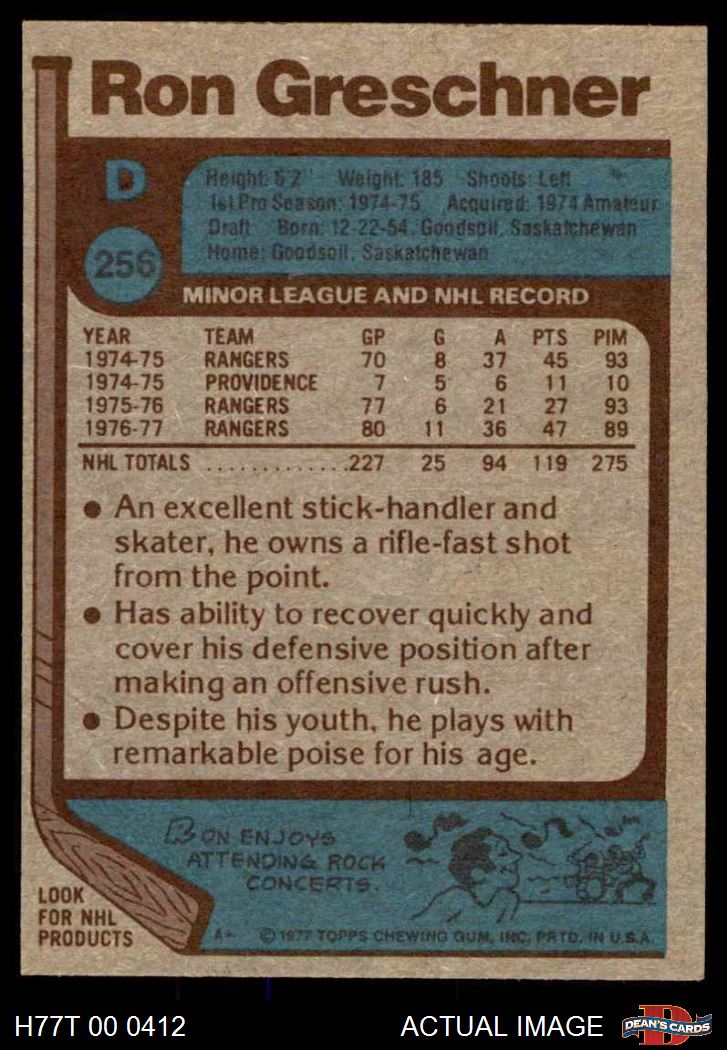 Ron Greschner
D
Height: 6'2" Weight: 185 Shoots: Left
1st Pro Season: 1974-75 Acquired: 1974 Amateur
Draft Born: 12-22-54, Goodsoil, Saskatchewan
Home: Goodsoil, Saskatchewan
256
MINOR LEAGUE AND NHL RECORD
YEAR TEAM GP G A PTS PIM
1974-75 RANGERS 70 8 37 45 93
1974-75 PROVIDENCE 7 5 6 11 10
1975-76 RANGERS 77 6 21 27 93
1976-77 RANGERS 80 11 36 47 89
NHL TOTALS .............227 25 94 119 275
● An excellent stick-handler and
skater, he owns a rifle-fast shot
from the point.
● Has ability to recover quickly and
cover his defensive position after
making an offensive rush.
● Despite his youth, he plays with
remarkable poise for his age.
RON ENJOYS
ATTENDING ROCK
CONCERTS.
LOOK
FOR NHL
PRODUCTS
A+ © 1977 TOPPS CHEWING GUM, INC. PRTD. IN U.S.A.
H77T 00 0412 ACTUAL IMAGE
D
DEAN'S CARDS